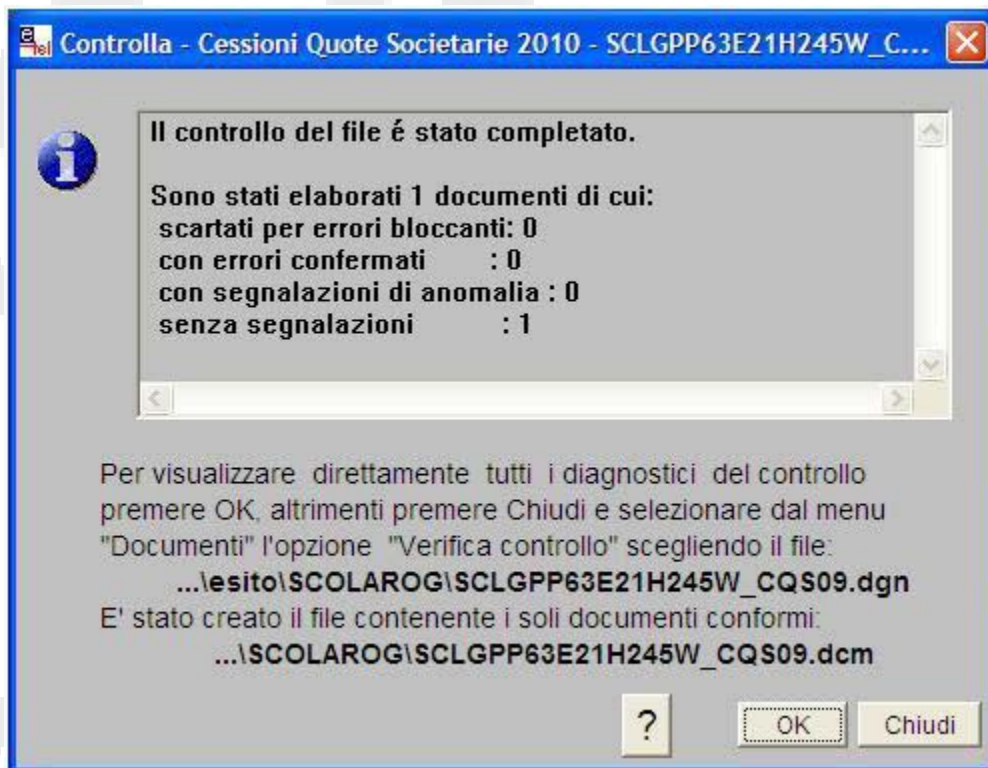 e
tel Controlla - Cessioni Quote Societarie 2010 - SCLGPP63E21H245W_C...
Il controllo del file é stato completato.
Sono stati elaborati 1 documenti di cui:
scartati per errori bloccanti: 0
con errori confermati : 0
con segnalazioni di anomalia : 0
senza segnalazioni : 1
Per visualizzare direttamente tutti i diagnostici del controllo
premere OK, altrimenti premere Chiudi e selezionare dal menu
"Documenti" l'opzione "Verifica controllo" scegliendo il file:
...\esito\SCOLAROG\SCLGPP63E21H245W_CQS09.dgn
E' stato creato il file contenente i soli documenti conformi:
...\SCOLAROG\SCLGPP63E21H245W_CQS09.dcm
? OK Chiudi